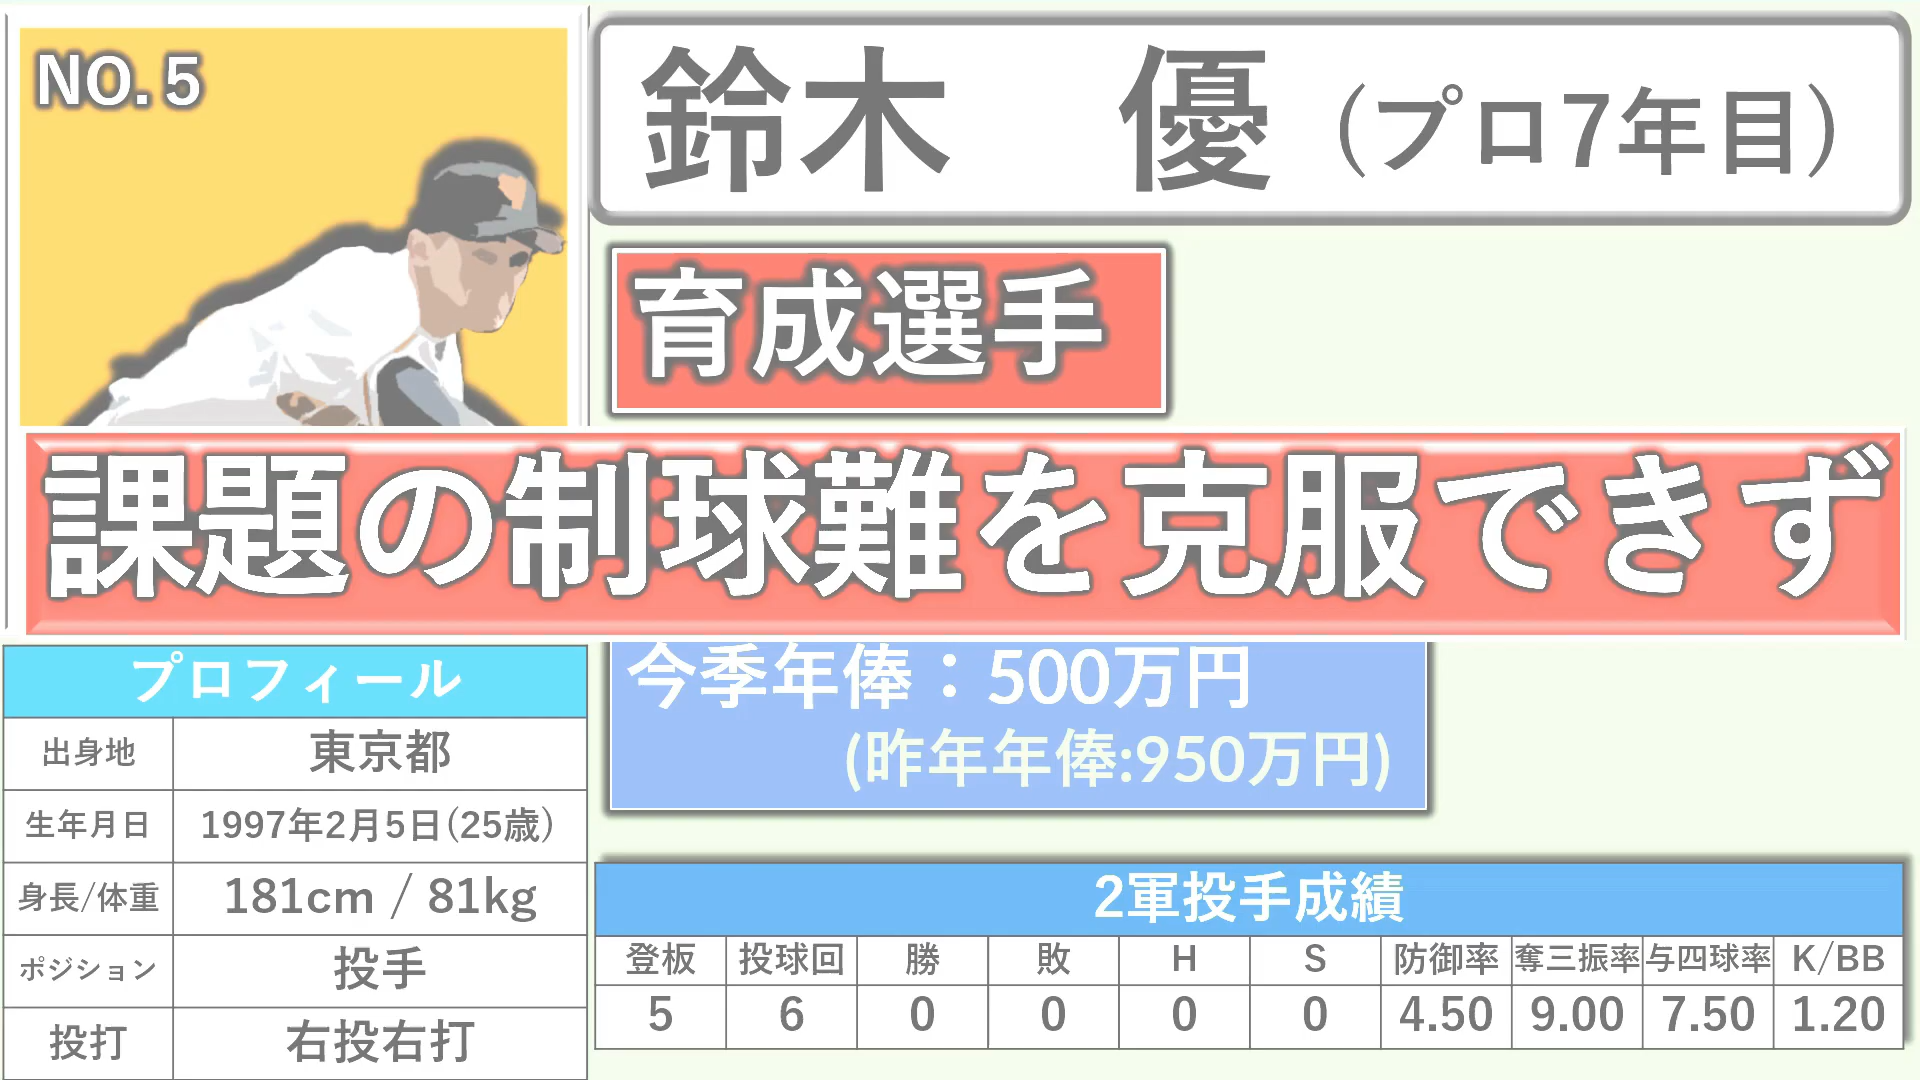 NO.5
鈴木　優（プロ7年目）
育成選手
課題の制球難を克服できず
今季年俸：500万円
(昨年年俸:950万円)
プロフィール
出身地 東京都
生年月日 1997年2月5日(25歳)
身長/体重 181cm / 81kg
ポジション 投手
投打 右投右打
2軍投手成績
登板 投球回 勝 敗 H S 防御率 奪三振率 与四球率 K/BB
5 6 0 0 0 0 4.50 9.00 7.50 1.20